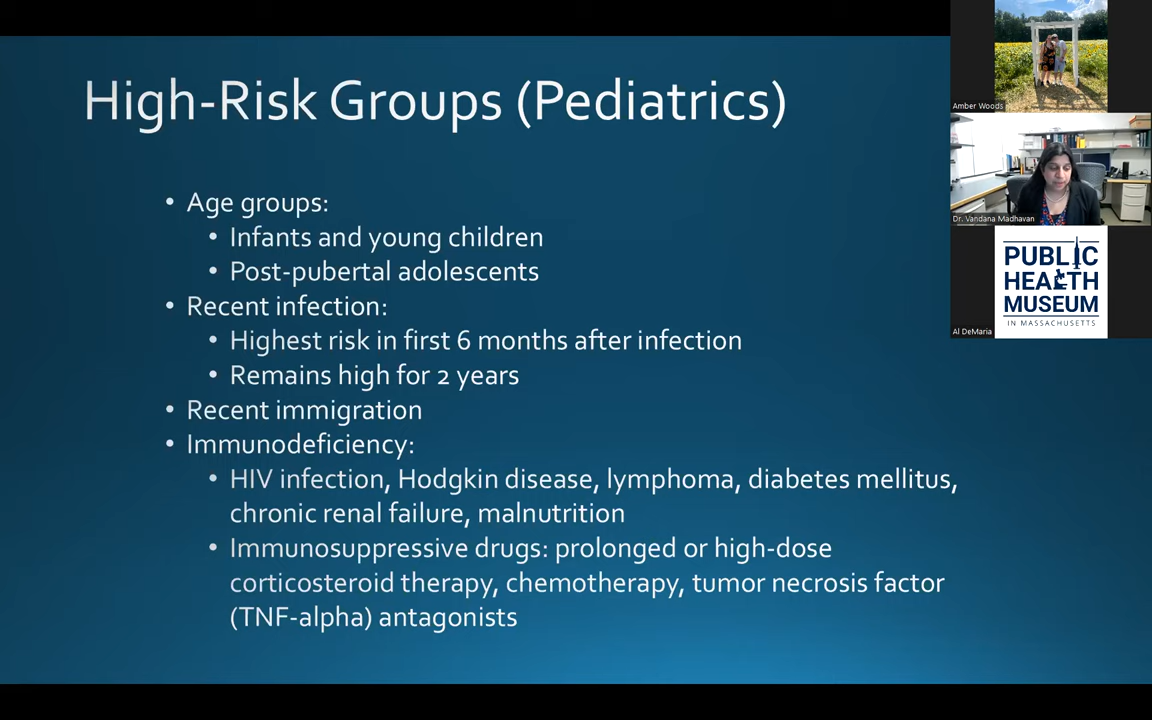 High-Risk Groups (Pediatrics)
• Age groups:
• Infants and young children
• Post-pubertal adolescents
• Recent infection:
• Highest risk in first 6 months after infection
• Remains high for 2 years
• Recent immigration
• Immunodeficiency:
• HIV infection, Hodgkin disease, lymphoma, diabetes mellitus,
chronic renal failure, malnutrition
• Immunosuppressive drugs: prolonged or high-dose
corticosteroid therapy, chemotherapy, tumor necrosis factor
(TNF-alpha) antagonists
Amber Woods
Dr. Vandana Madhavan
PUBLIC
HEALTH
MUSEUM
IN MASSACHUSETTS
Al DeMaria